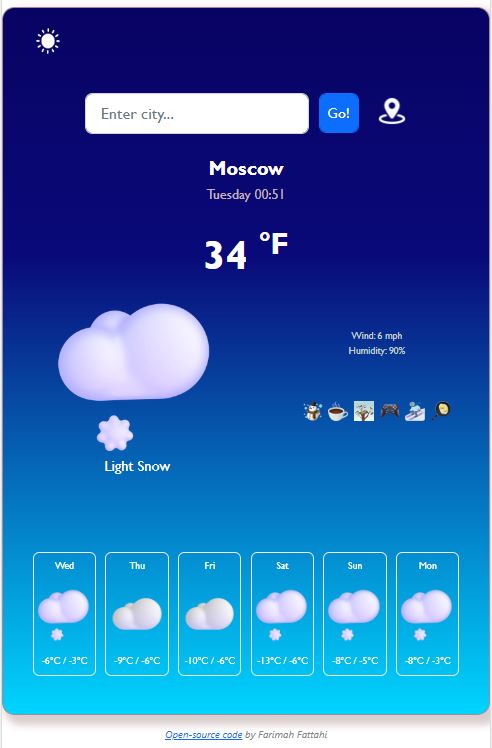 Enter city...
Go!
Moscow
Tuesday 00:51
34 °F
Wind: 6 mph
Humidity: 90%
Light Snow
Wed Thu Fri Sat Sun Mon
-6°C / -3°C -9°C / -6°C -10°C / -6°C -13°C / -6°C -8°C / -5°C -8°C / -3°C
Open-source code by Farimah Fattahi